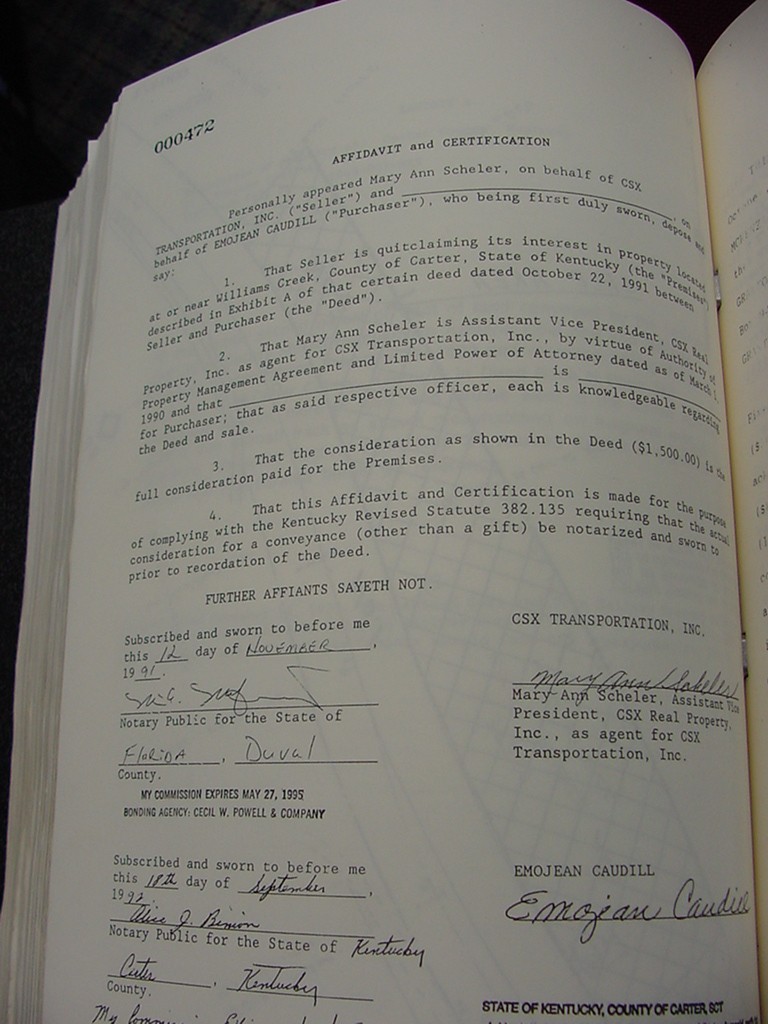 000472
AFFIDAVIT and CERTIFICATION
Personally appeared Mary Ann Scheler, on behalf of CSX
TRANSPORTATION, INC. ("Seller") and ____________________, on
behalf of EMOJEAN CAUDILL ("Purchaser"), who being first duly sworn, depose and
say:
1. That Seller is quitclaiming its interest in property located
at or near Williams Creek, County of Carter, State of Kentucky (the "Premises")
described in Exhibit A of that certain deed dated October 22, 1991 between
Seller and Purchaser (the "Deed").
2. That Mary Ann Scheler is Assistant Vice President, CSX Real
Property, Inc. as agent for CSX Transportation, Inc., by virtue of Authority of
Property Management Agreement and Limited Power of Attorney dated as of March 1,
1990 and that ____________________ is ____________________
for Purchaser; that as said respective officer, each is knowledgeable regarding
the Deed and sale.
3. That the consideration as shown in the Deed ($1,500.00) is the
full consideration paid for the Premises.
4. That this Affidavit and Certification is made for the purpose
of complying with the Kentucky Revised Statute 382.135 requiring that the actual
consideration for a conveyance (other than a gift) be notarized and sworn to
prior to recordation of the Deed.
FURTHER AFFIANTS SAYETH NOT.
Subscribed and sworn to before me
this 12 day of NOVEMBER,
1991.
Notary Public for the State of
FLORIDA, Duval
County.
MY COMMISSION EXPIRES MAY 27, 1995
BONDING AGENCY: CECIL W. POWELL & COMPANY
CSX TRANSPORTATION, INC.
Mary Ann Scheler
Mary Ann Scheler, Assistant Vice
President, CSX Real Property,
Inc., as agent for CSX
Transportation, Inc.
Subscribed and sworn to before me
this 18th day of September,
1992.
Alice J. Binion
Notary Public for the State of Kentucky
Carter, Kentucky
County.
My
EMOJEAN CAUDILL
Emojean Caudill
STATE OF KENTUCKY, COUNTY OF CARTER, SCT